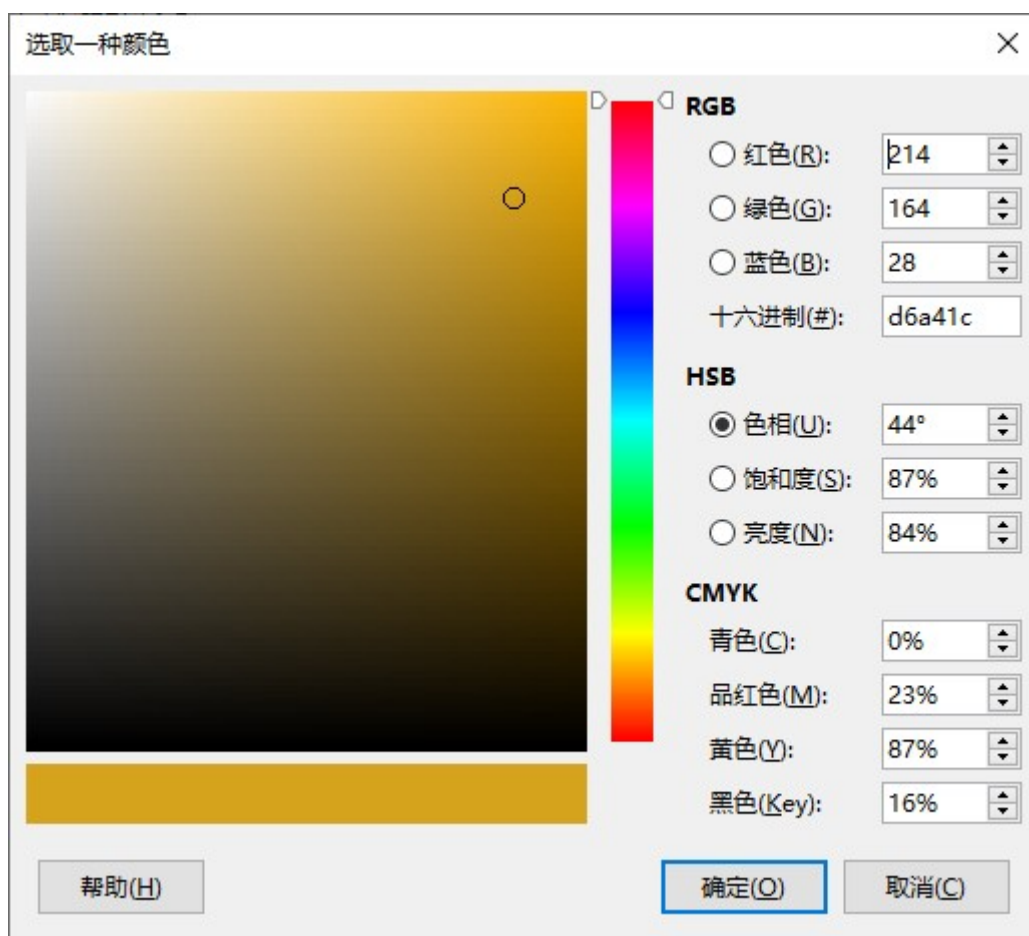 选取一种颜色
RGB
红色(R): 214
绿色(G): 164
蓝色(B): 28
十六进制(#): d6a41c
HSB
色相(U): 44°
饱和度(S): 87%
亮度(N): 84%
CMYK
青色(C): 0%
品红色(M): 23%
黄色(Y): 87%
黑色(Key): 16%
帮助(H) 确定(O) 取消(C)